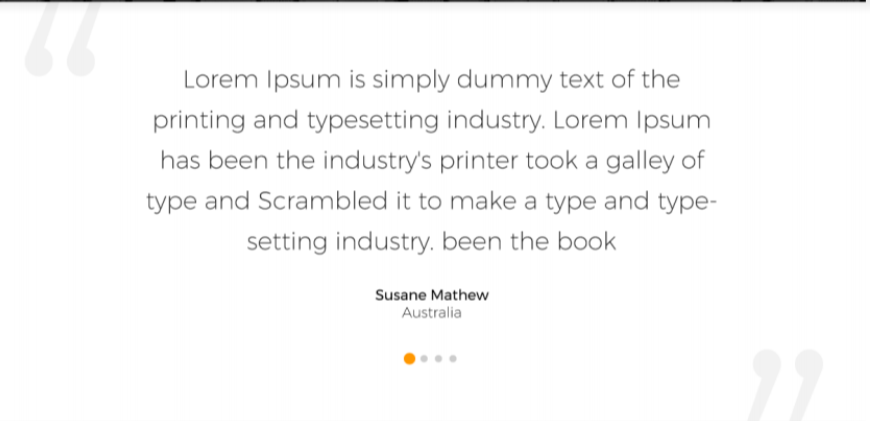 Lorem Ipsum is simply dummy text of the
printing and typesetting industry. Lorem Ipsum
has been the industry's printer took a galley of
type and Scrambled it to make a type and type-
setting industry. been the book
Susane Mathew
Australia